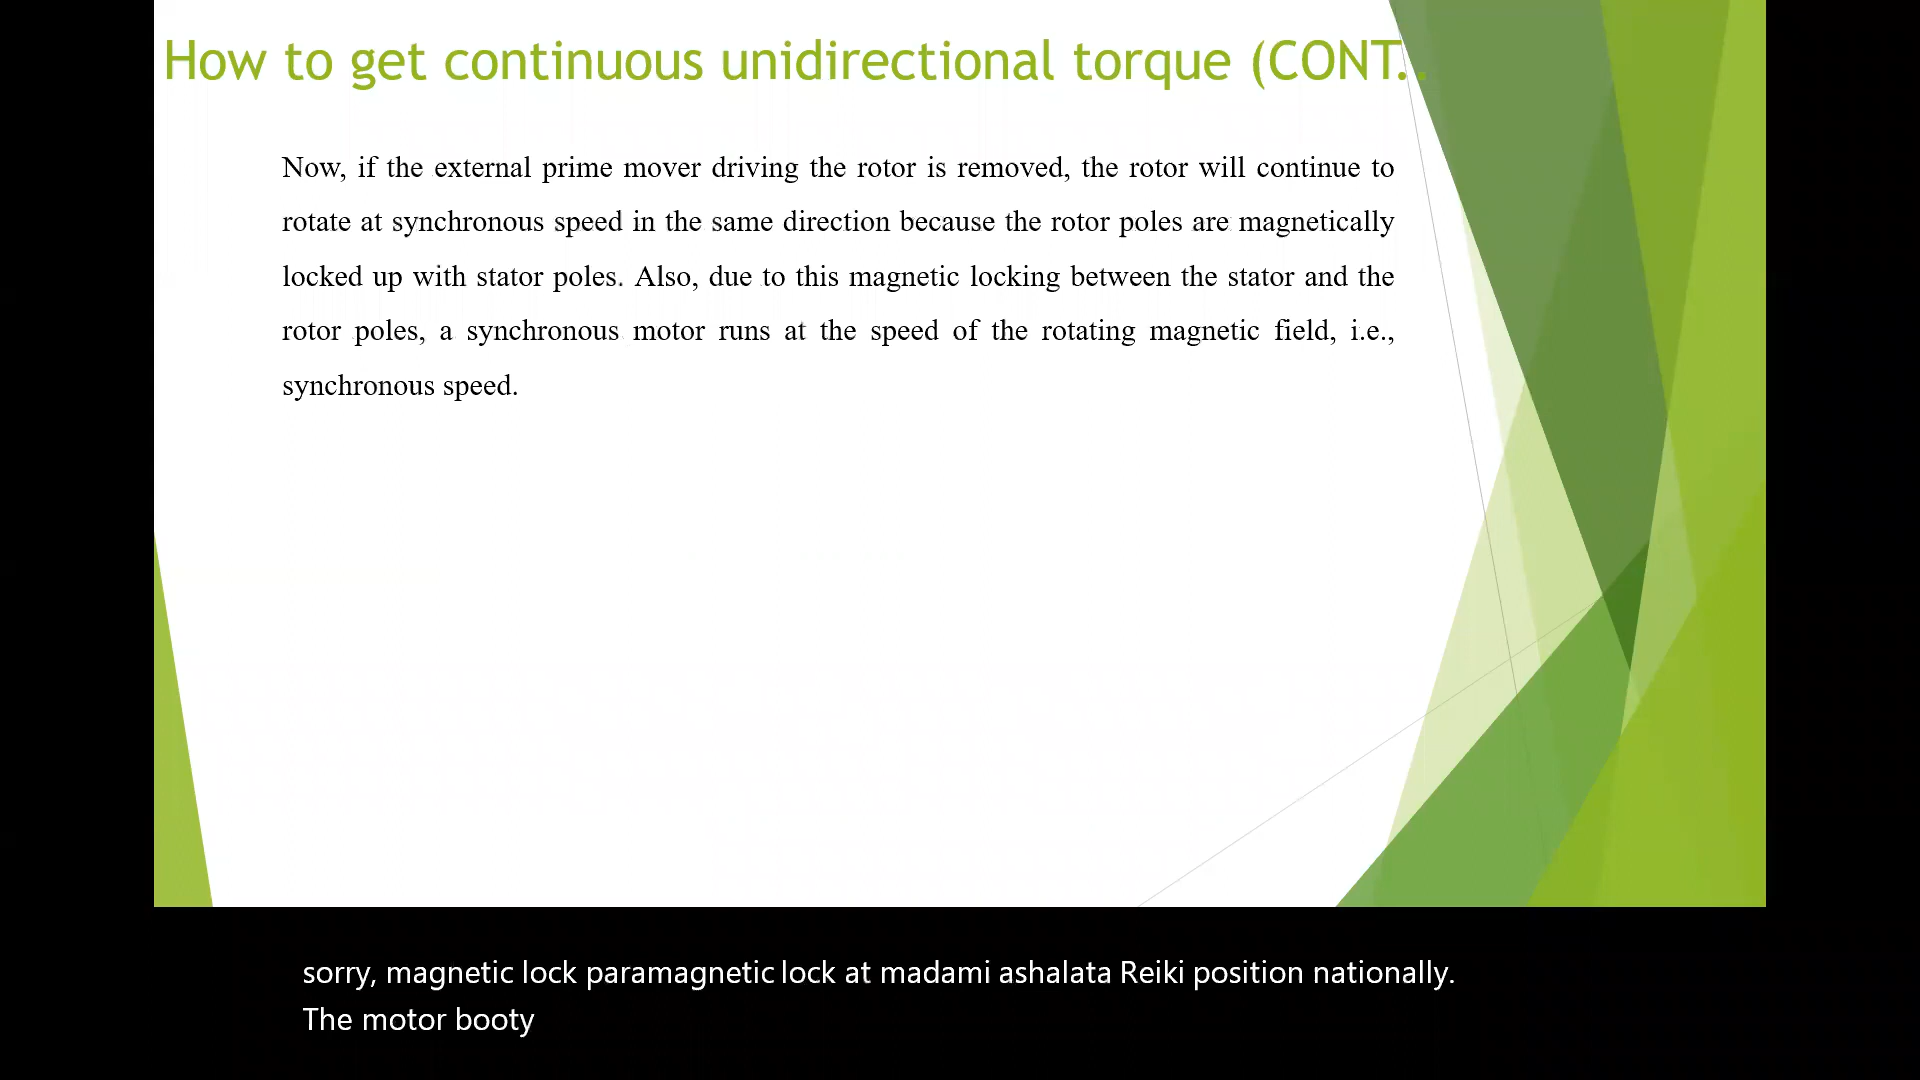 How to get continuous unidirectional torque (CONT..
Now, if the external prime mover driving the rotor is removed, the rotor will continue to
rotate at synchronous speed in the same direction because the rotor poles are magnetically
locked up with stator poles. Also, due to this magnetic locking between the stator and the
rotor poles, a synchronous motor runs at the speed of the rotating magnetic field, i.e.,
synchronous speed.
sorry, magnetic lock paramagnetic lock at madami ashalata Reiki position nationally.
The motor booty